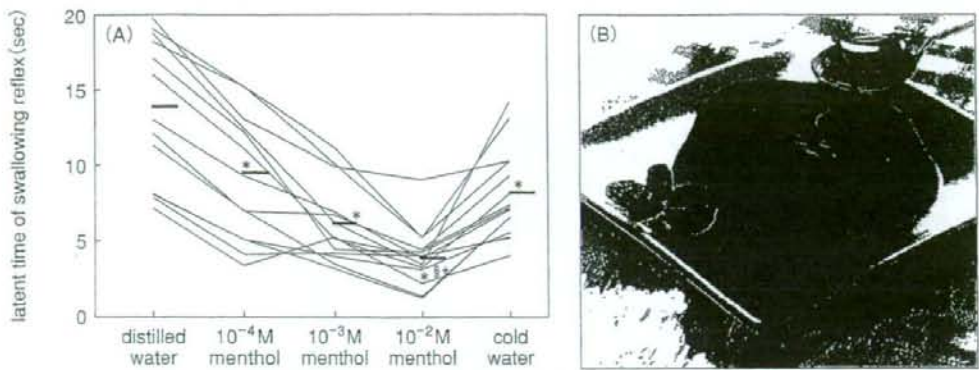 (A)
(B)
latent time of swallowing reflex (sec)
20
15
10
5
0
*
*
*
*
distilled water
10⁻⁴M menthol
10⁻³M menthol
10⁻²M menthol
cold water